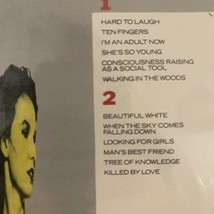 1
HARD TO LAUGH
TEN FINGERS
I'M AN ADULT NOW
SHE'S SO YOUNG
CONSCIOUSNESS RAISING
AS A SOCIAL TOOL
WALKING IN THE WOODS
2
BEAUTIFUL WHITE
WHEN THE SKY COMES
FALLING DOWN
LOOKING FOR GIRLS
MAN'S BEST FRIEND
TREE OF KNOWLEDGE
KILLED BY LOVE